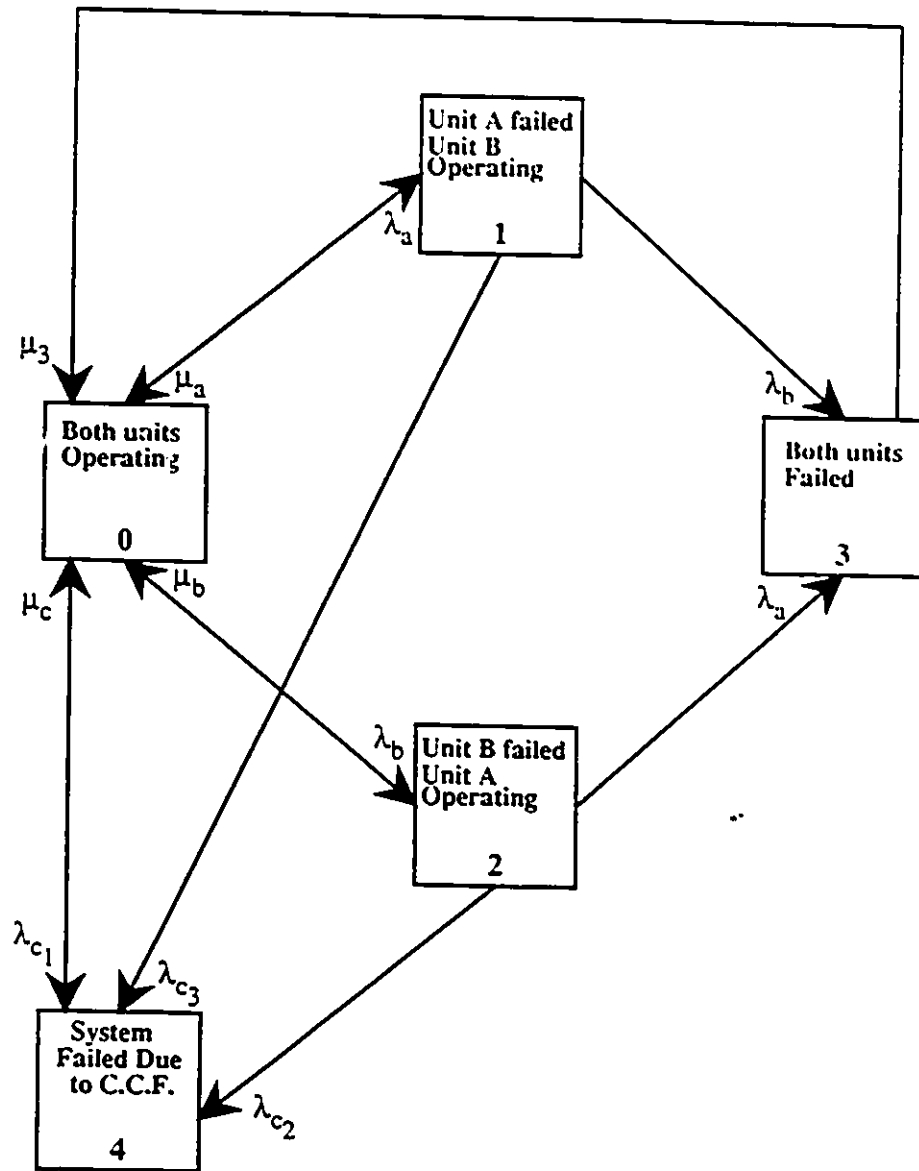 Unit A failed
Unit B
Operating
1
λa
μ3
μa
λb
Both units
Operating
0
Both units
Failed
3
μc
μb
λa
λb
Unit B failed
Unit A
Operating
2
λc1
λc3
System
Failed Due
to C.C.F.
4
λc2